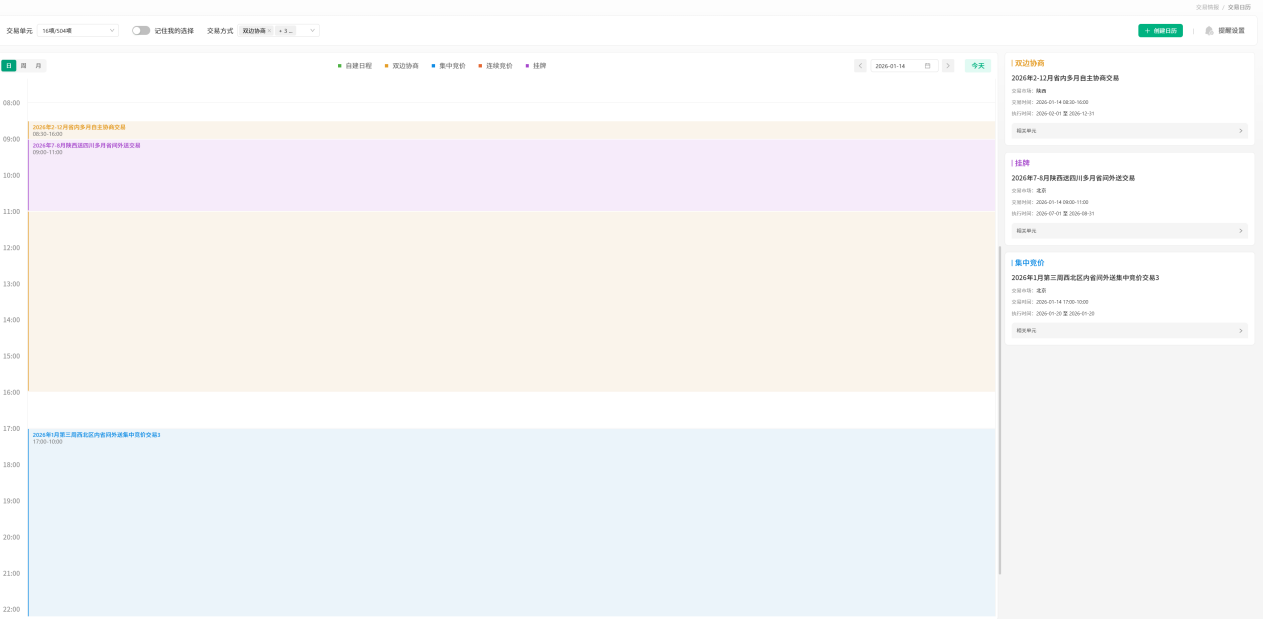 交易纳帆 / 交易日历
交易单元 16项/504项 记住我的选择 交易方式 双边协商 × + 3 ...
+ 创建日历
提醒设置
日 周 月
自建日程 双边协商 集中竞价 连续竞价 挂牌
2026-01-14
今天
08:00
09:00
10:00
11:00
12:00
13:00
14:00
15:00
16:00
17:00
18:00
19:00
20:00
21:00
22:00
2026年2-12月省内多月自主协商交易
08:30-16:00
2026年7-8月陕西送四川多月省间外送交易
09:00-11:00
2026年1月第三周西北区内省间外送集中竞价交易3
17:00-10:00
双边协商
2026年2-12月省内多月自主协商交易
交易市场: 陕西
交易时间: 2026-01-14 08:30-16:00
执行时间: 2026-02-01 至 2026-12-31
相关单元
挂牌
2026年7-8月陕西送四川多月省间外送交易
交易市场: 北京
交易时间: 2026-01-14 09:00-11:00
执行时间: 2026-07-01 至 2026-08-31
相关单元
集中竞价
2026年1月第三周西北区内省间外送集中竞价交易3
交易市场: 北京
交易时间: 2026-01-14 17:00-10:00
执行时间: 2026-01-20 至 2026-01-20
相关单元